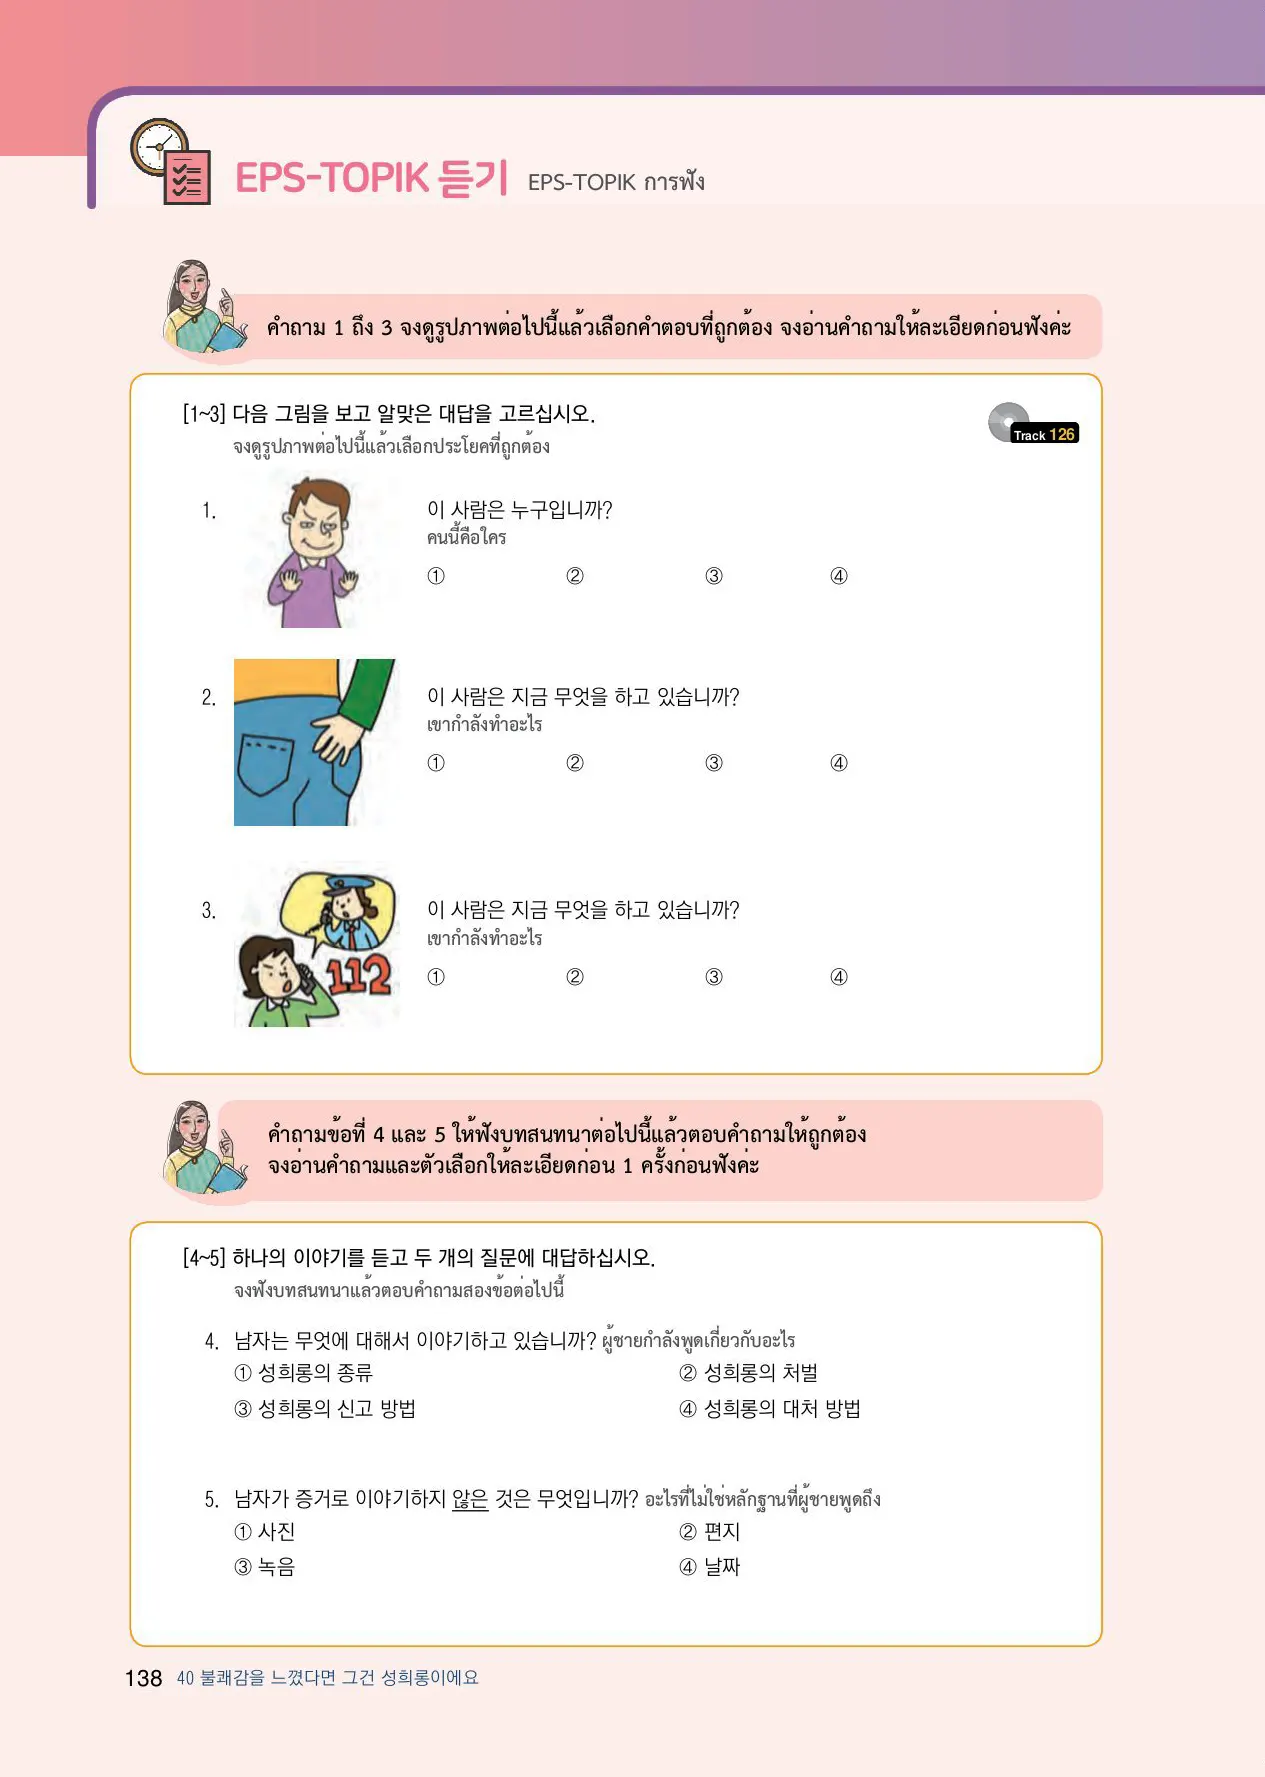 EPS-TOPIK 듣기 EPS-TOPIK การฟัง
คำถาม 1 ถึง 3 จงดูรูปภาพต่อไปนี้แล้วเลือกคำตอบที่ถูกต้อง จงอ่านคำถามให้ละเอียดก่อนฟังค่ะ
[1~3] 다음 그림을 보고 알맞은 대답을 고르십시오.
จงดูรูปภาพต่อไปนี้แล้วเลือกประโยคที่ถูกต้อง
Track 126
1. 이 사람은 누구입니까?
คนนี้คือใคร
① ② ③ ④
2. 이 사람은 지금 무엇을 하고 있습니까?
เขากำลังทำอะไร
① ② ③ ④
3. 이 사람은 지금 무엇을 하고 있습니까?
เขากำลังทำอะไร
112
① ② ③ ④
คำถามข้อที่ 4 และ 5 ให้ฟังบทสนทนาต่อไปนี้แล้วตอบคำถามให้ถูกต้อง
จงอ่านคำถามและตัวเลือกให้ละเอียดก่อน 1 ครั้งก่อนฟังค่ะ
[4~5] 하나의 이야기를 듣고 두 개의 질문에 대답하십시오.
จงฟังบทสนทนาแล้วตอบคำถามสองข้อต่อไปนี้
4. 남자는 무엇에 대해서 이야기하고 있습니까? ผู้ชายกำลังพูดเกี่ยวกับอะไร
① 성희롱의 종류 ② 성희롱의 처벌
③ 성희롱의 신고 방법 ④ 성희롱의 대처 방법
5. 남자가 증거로 이야기하지 않은 것은 무엇입니까? อะไรที่ไม่ใช่หลักฐานที่ผู้ชายพูดถึง
① 사진 ② 편지
③ 녹음 ④ 날짜
138 40 불쾌감을 느꼈다면 그건 성희롱이에요